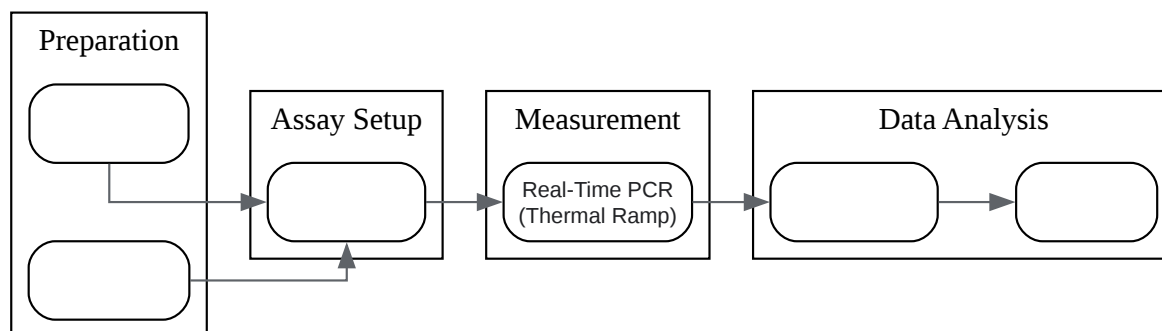 Preparation
Assay Setup
Measurement
Data Analysis
Real-Time PCR
(Thermal Ramp)